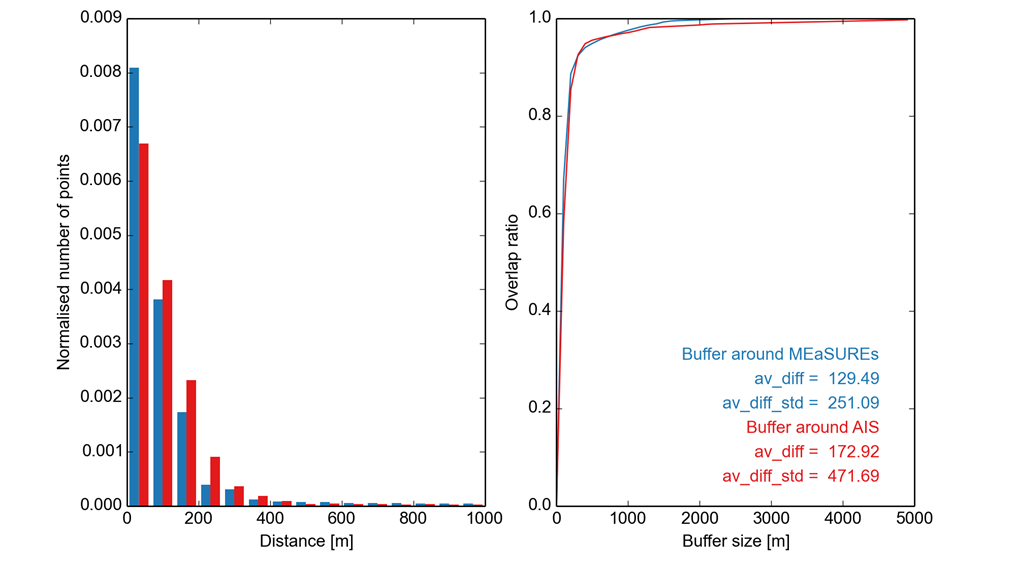 0.009
0.008
0.007
0.006
0.005
0.004
0.003
0.002
0.001
0.000
Normalised number of points
0 200 400 600 800 1000
Distance [m]
1.0
0.8
0.6
0.4
0.2
0.0
Overlap ratio
Buffer around MEaSUREs
av_diff = 129.49
av_diff_std = 251.09
Buffer around AIS
av_diff = 172.92
av_diff_std = 471.69
0 1000 2000 3000 4000 5000
Buffer size [m]